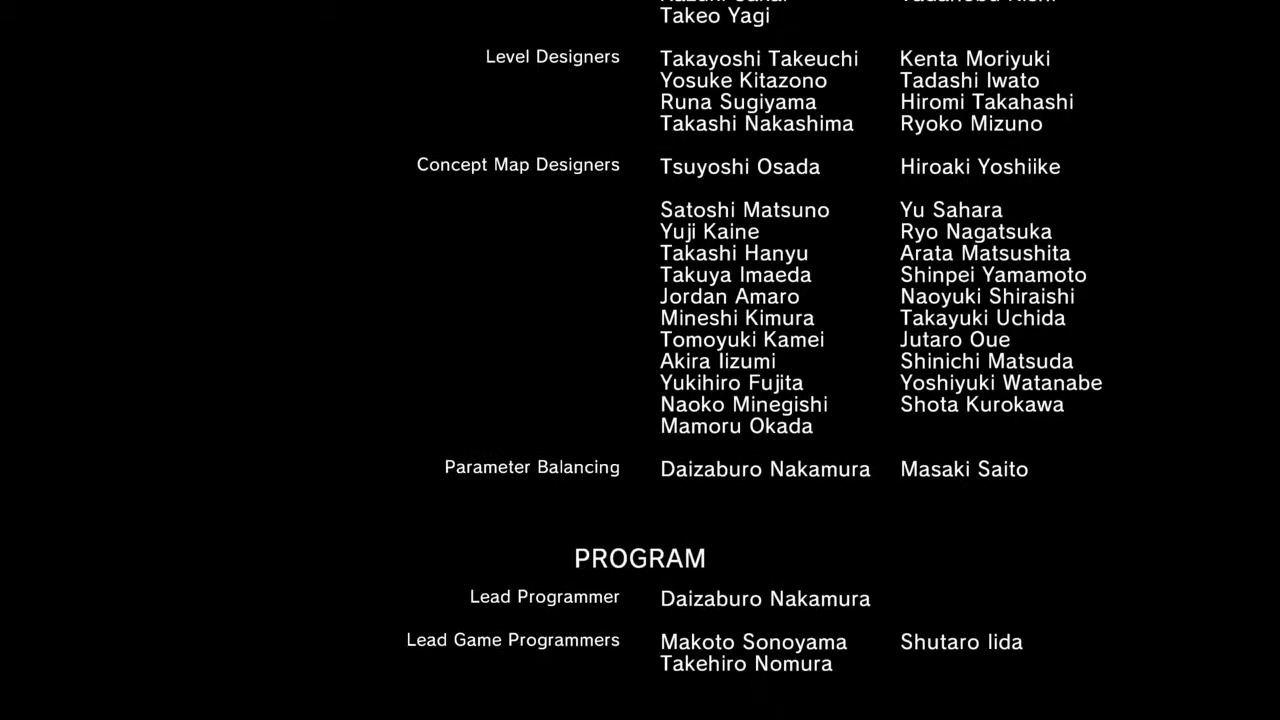 Takeo Yagi
Level Designers Takayoshi Takeuchi Kenta Moriyuki
Yosuke Kitazono Tadashi Iwato
Runa Sugiyama Hiromi Takahashi
Takashi Nakashima Ryoko Mizuno
Concept Map Designers Tsuyoshi Osada Hiroaki Yoshiike
Satoshi Matsuno Yu Sahara
Yuji Kaine Ryo Nagatsuka
Takashi Hanyu Arata Matsushita
Takuya Imaeda Shinpei Yamamoto
Jordan Amaro Naoyuki Shiraishi
Mineshi Kimura Takayuki Uchida
Tomoyuki Kamei Jutaro Oue
Akira Iizumi Shinichi Matsuda
Yukihiro Fujita Yoshiyuki Watanabe
Naoko Minegishi Shota Kurokawa
Mamoru Okada
Parameter Balancing Daizaburo Nakamura Masaki Saito
PROGRAM
Lead Programmer Daizaburo Nakamura
Lead Game Programmers Makoto Sonoyama Shutaro Iida
Takehiro Nomura